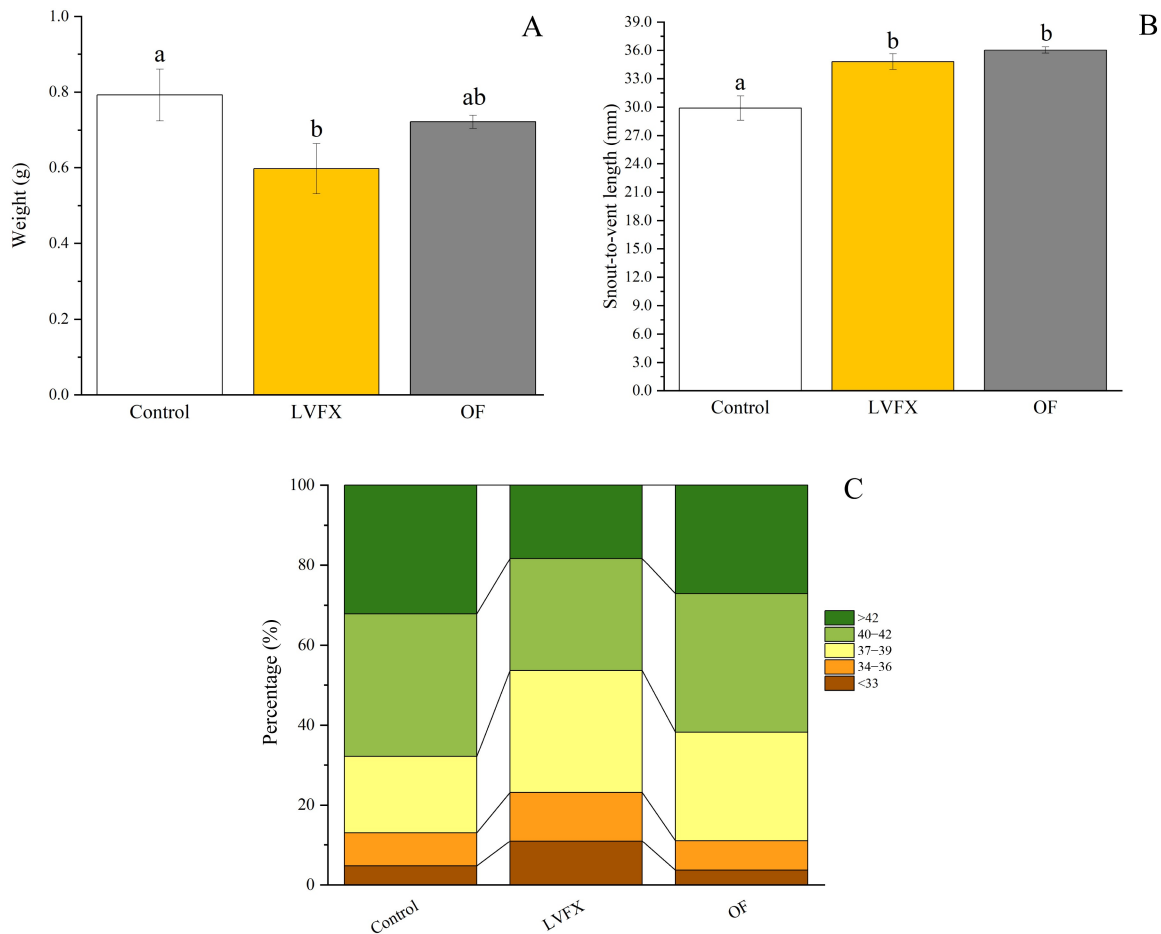 A
Weight (g)
1.0
0.8
0.6
0.4
0.2
0.0
a
b
ab
Control
LVFX
OF
B
Snout-to-vent length (mm)
39.0
36.0
33.0
30.0
27.0
24.0
21.0
18.0
15.0
12.0
9.0
6.0
3.0
0.0
a
b
b
Control
LVFX
OF
C
Percentage (%)
100
80
60
40
20
0
Control
LVFX
OF
>42
40−42
37−39
34−36
<33